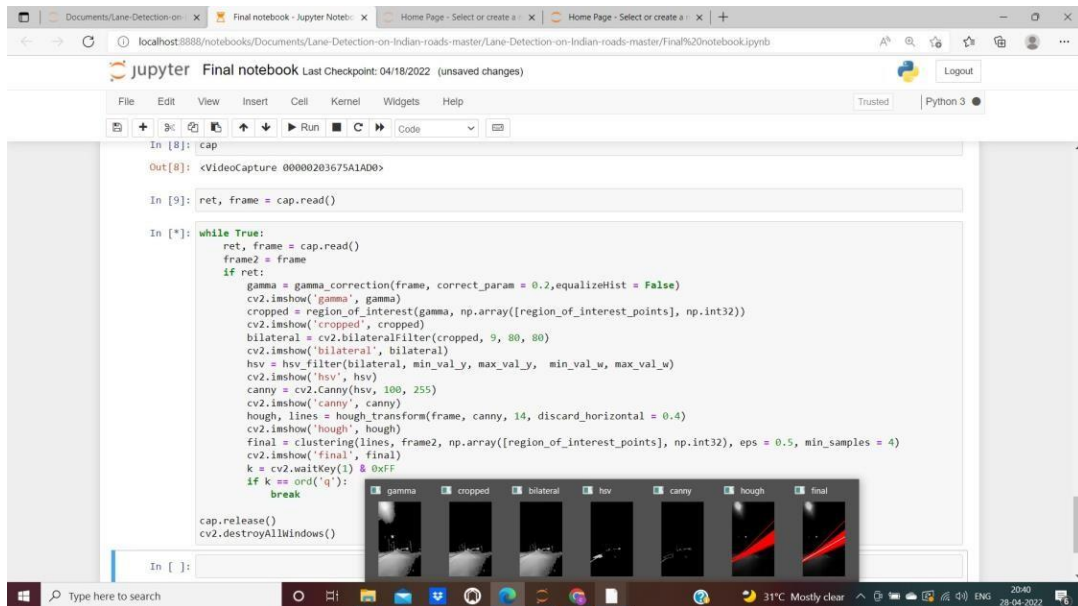 Documents/Lane-Detection-on-
Final notebook - Jupyter Notebo
Home Page - Select or create a n
Home Page - Select or create a n
localhost:8888/notebooks/Documents/Lane-Detection-on-Indian-roads-master/Lane-Detection-on-Indian-roads-master/Final%20notebook.ipynb
jupyter Final notebook Last Checkpoint: 04/18/2022 (unsaved changes)
Logout
File Edit View Insert Cell Kernel Widgets Help
Trusted
Python 3
Run
Code
In [8]: cap
Out[8]: <VideoCapture 00000203675A1AD0>
In [9]: ret, frame = cap.read()
In [*]: while True:
ret, frame = cap.read()
frame2 = frame
if ret:
gamma = gamma_correction(frame, correct_param = 0.2,equalizeHist = False)
cv2.imshow('gamma', gamma)
cropped = region_of_interest(gamma, np.array([region_of_interest_points], np.int32))
cv2.imshow('cropped', cropped)
bilateral = cv2.bilateralFilter(cropped, 9, 80, 80)
cv2.imshow('bilateral', bilateral)
hsv = hsv_filter(bilateral, min_val_y, max_val_y,  min_val_w, max_val_w)
cv2.imshow('hsv', hsv)
canny = cv2.Canny(hsv, 100, 255)
cv2.imshow('canny', canny)
hough, lines = hough_transform(frame, canny, 14, discard_horizontal = 0.4)
cv2.imshow('hough', hough)
final = clustering(lines, frame2, np.array([region_of_interest_points], np.int32), eps = 0.5, min_samples = 4)
cv2.imshow('final', final)
k = cv2.waitKey(1) & 0xFF
if k == ord('q'):
break
gamma cropped bilateral hsv canny hough final
cap.release()
cv2.destroyAllWindows()
In [ ]:
Type here to search
31°C Mostly clear
ENG
20:40
28-04-2022
6